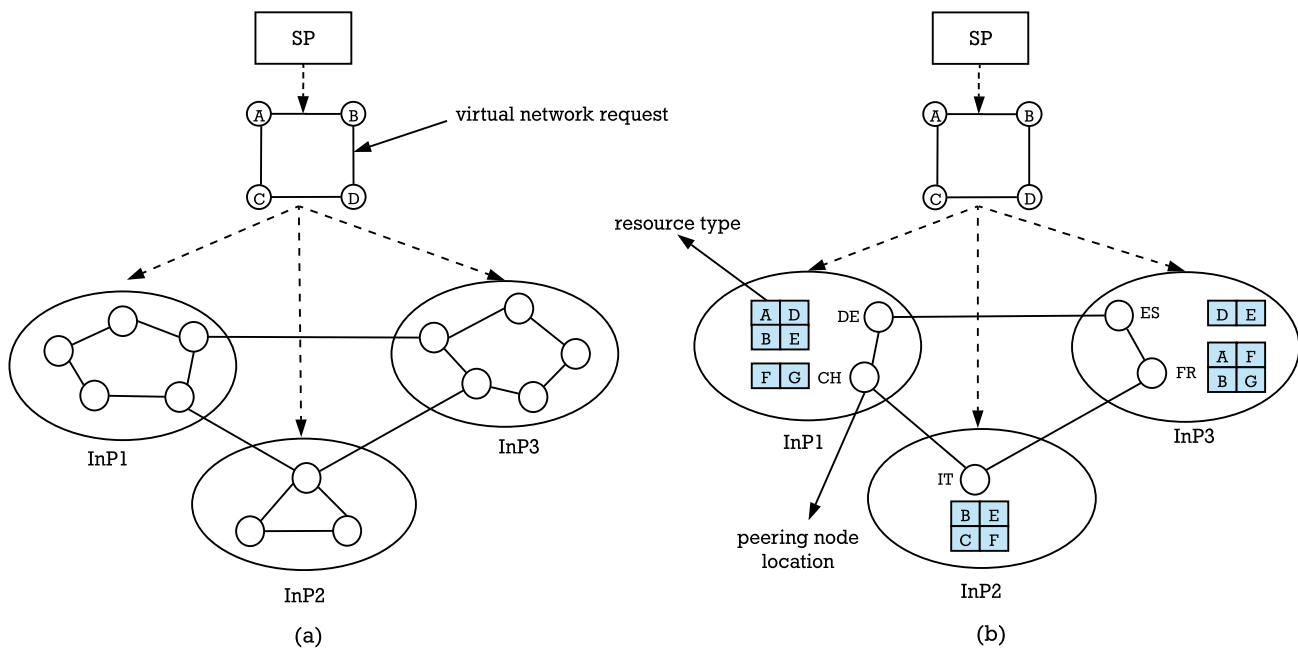 SP
A
B
virtual network request
C
D
InP1
InP3
InP2
(a)
SP
A
B
C
D
resource type
A D
B E
F G
DE
CH
ES
FR
D E
A F
B G
InP1
InP3
IT
B E
C F
peering node
location
InP2
(b)